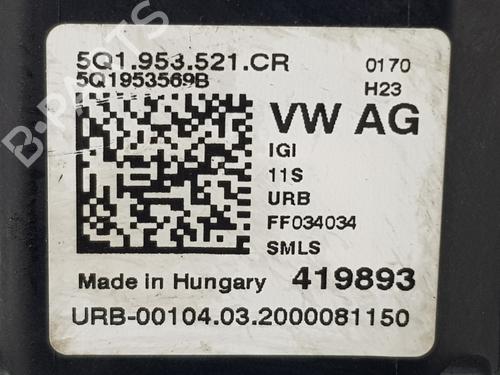 5Q1.953.521.CR 0170
5Q1953569B H23
VW AG
IGI
11S
URB
FF034034
SMLS
Made in Hungary 419893
URB-00104.03.2000081150
B-PARTS